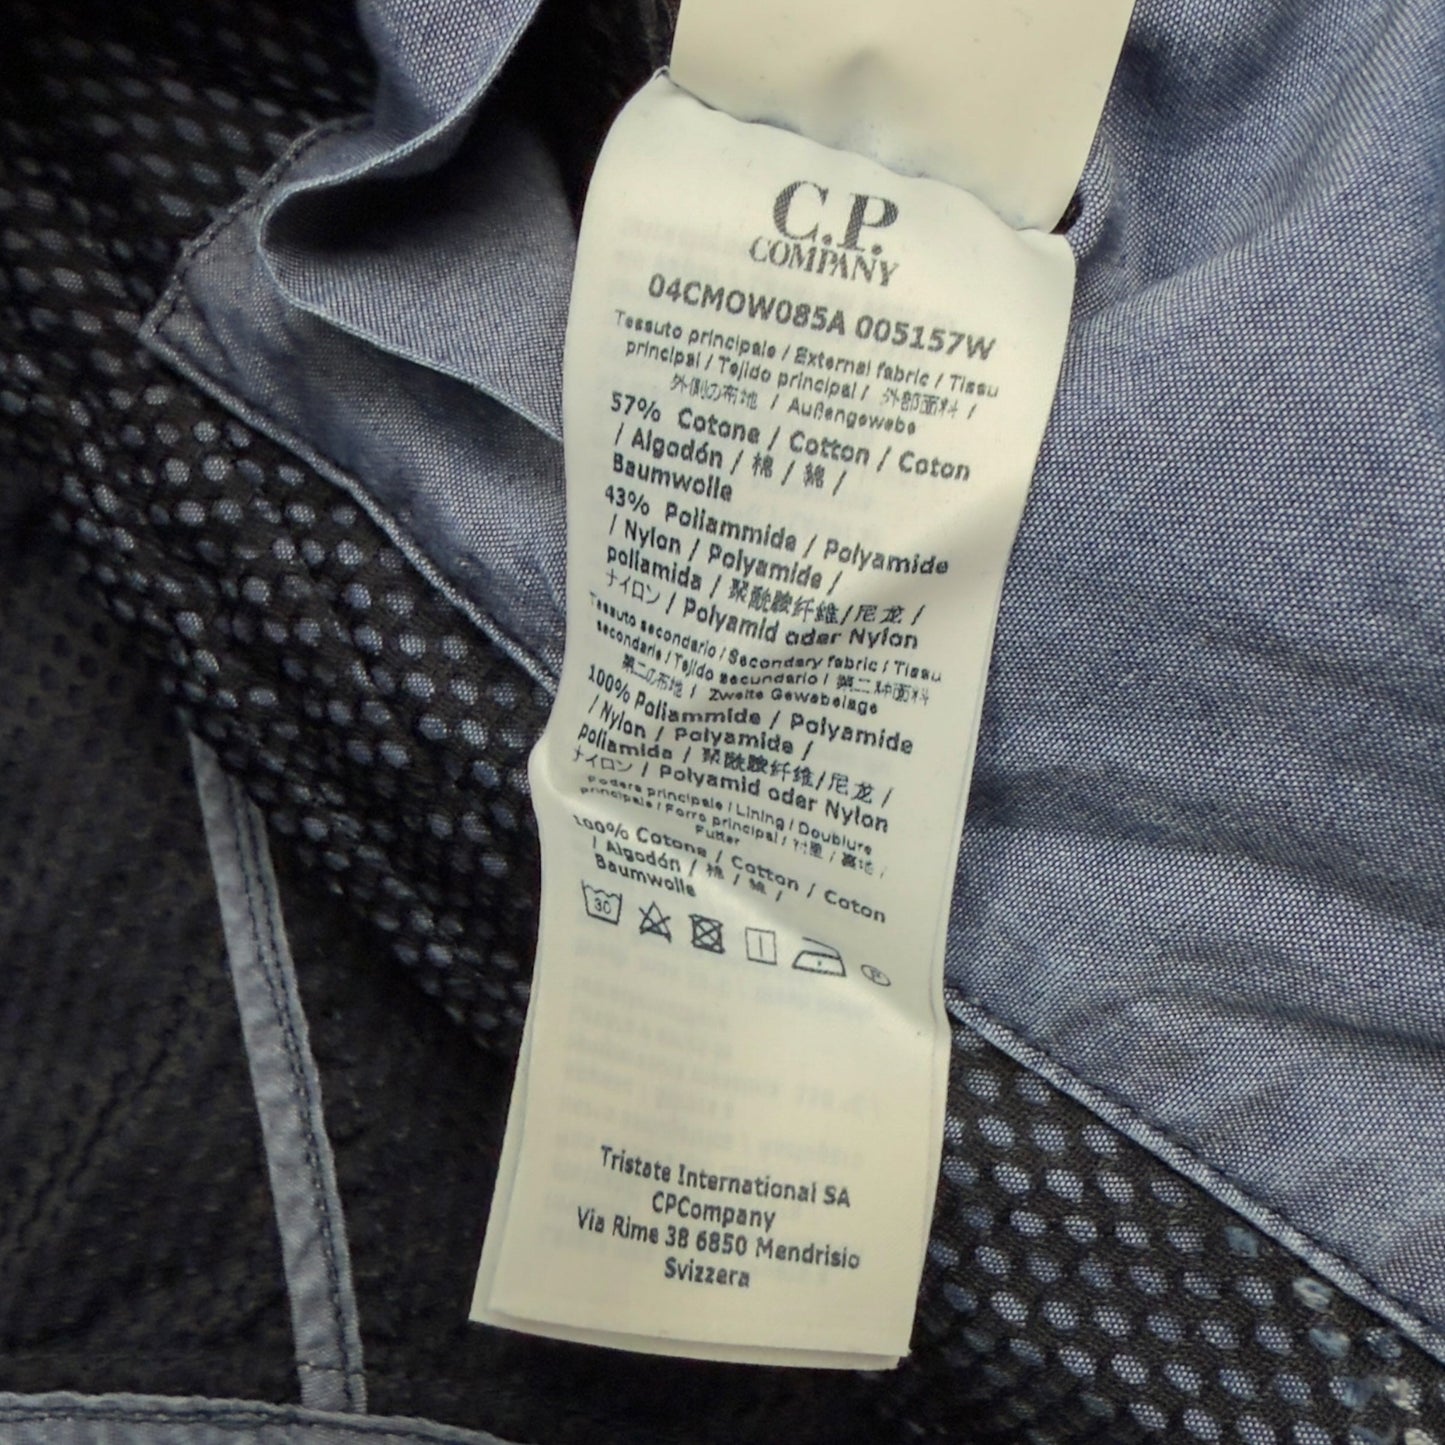 C.P.
COMPANY
04CMOW085A 005157W
Tessuto principale / External fabric / Tissu
principal / Tejido principal / 外部面料 /
外側の布地 / Außengewebe
57% Cotone / Cotton / Coton
/ Algodón / 棉 / 綿 /
Baumwolle
43% Poliammide / Polyamide
/ Nylon / Polyamide /
poliamida / 聚酰胺纤维/尼龙 /
ナイロン / Polyamid oder Nylon
Tessuto secondario / Secondary fabric / Tissu
secondarie / Tejido secundario / 第二种面料
第二の布地 / Zweite Gewebelage
100% Poliammide / Polyamide
/ Nylon / Polyamide /
poliamida / 聚酰胺纤维/尼龙 /
ナイロン / Polyamid oder Nylon
Fodera principale / Lining / Doublure
principale / Forro principal / 衬里 / 裏地 /
Futter
100% Cotone / Cotton / Coton
/ Algodón / 棉 / 綿 /
Baumwolle
30 P
Tristate International SA
CPCompany
Via Rime 38 6850 Mendrisio
Svizzera